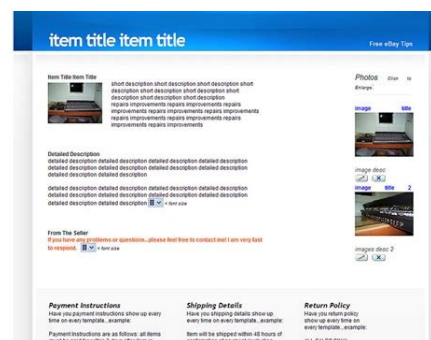 item title item title
Free eBay Tips
Item Title Item Title
short description short description short description short
description short description short description short
description short description short description
repairs improvements repairs improvements repairs
improvements repairs improvements repairs improvements
improvements repairs improvements repairs
improvements repairs improvements
Photos Click to
Enlarge
image title
image desc
image title 2
images desc 2
Detailed Description
detailed description detailed description detailed description detailed description
detailed description detailed description detailed description detailed description
detailed description detailed description
detailed description detailed description detailed description detailed description
detailed description detailed description detailed description detailed description
detailed description detailed description < font size
From The Seller
If you have any problems or questions...please feel free to contact me! I am very fast
to respond. < font size
Payment Instructions
Have you payment instructions show up every
time on every template...example:
Payment Instructions are as follows: all items
Shipping Details
Have you shipping details show up
every time on every template...example:
Item will be shipped within 48 hours of
Return Policy
Have you return policy
show up every time on
every template...example: